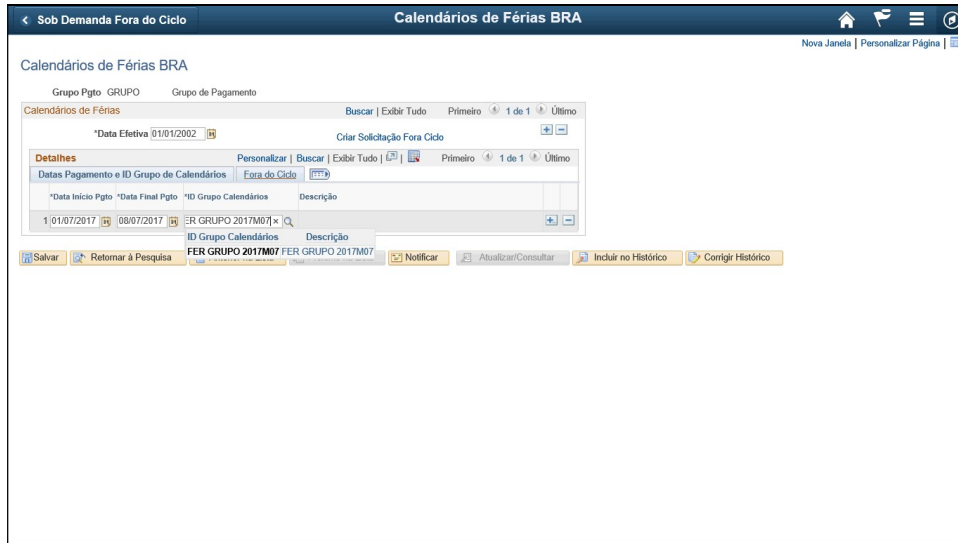 Sob Demanda Fora do Ciclo
Calendários de Férias BRA
Nova Janela | Personalizar Página |
Calendários de Férias BRA
Grupo Pgto GRUPO Grupo de Pagamento
Calendários de Férias Buscar | Exibir Tudo Primeiro 1 de 1 Último
*Data Efetiva 01/01/2002 Criar Solicitação Fora Ciclo
Detalhes Personalizar | Buscar | Exibir Tudo | | Primeiro 1 de 1 Último
Datas Pagamento e ID Grupo de Calendários Fora do Ciclo
*Data Início Pgto *Data Final Pgto *ID Grupo Calendários Descrição
1 01/07/2017 08/07/2017 ER GRUPO 2017M07
ID Grupo Calendários Descrição
FER GRUPO 2017M07 FER GRUPO 2017M07
Salvar Retornar à Pesquisa Notificar Atualizar/Consultar Incluir no Histórico Corrigir Histórico